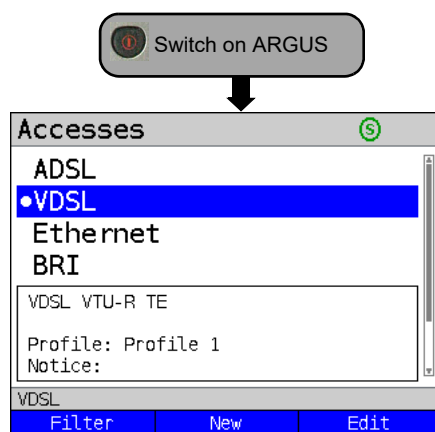 Switch on ARGUS
Accesses S
ADSL
VDSL
Ethernet
BRI
VDSL VTU-R TE
Profile: Profile 1
Notice:
VDSL
Filter New Edit